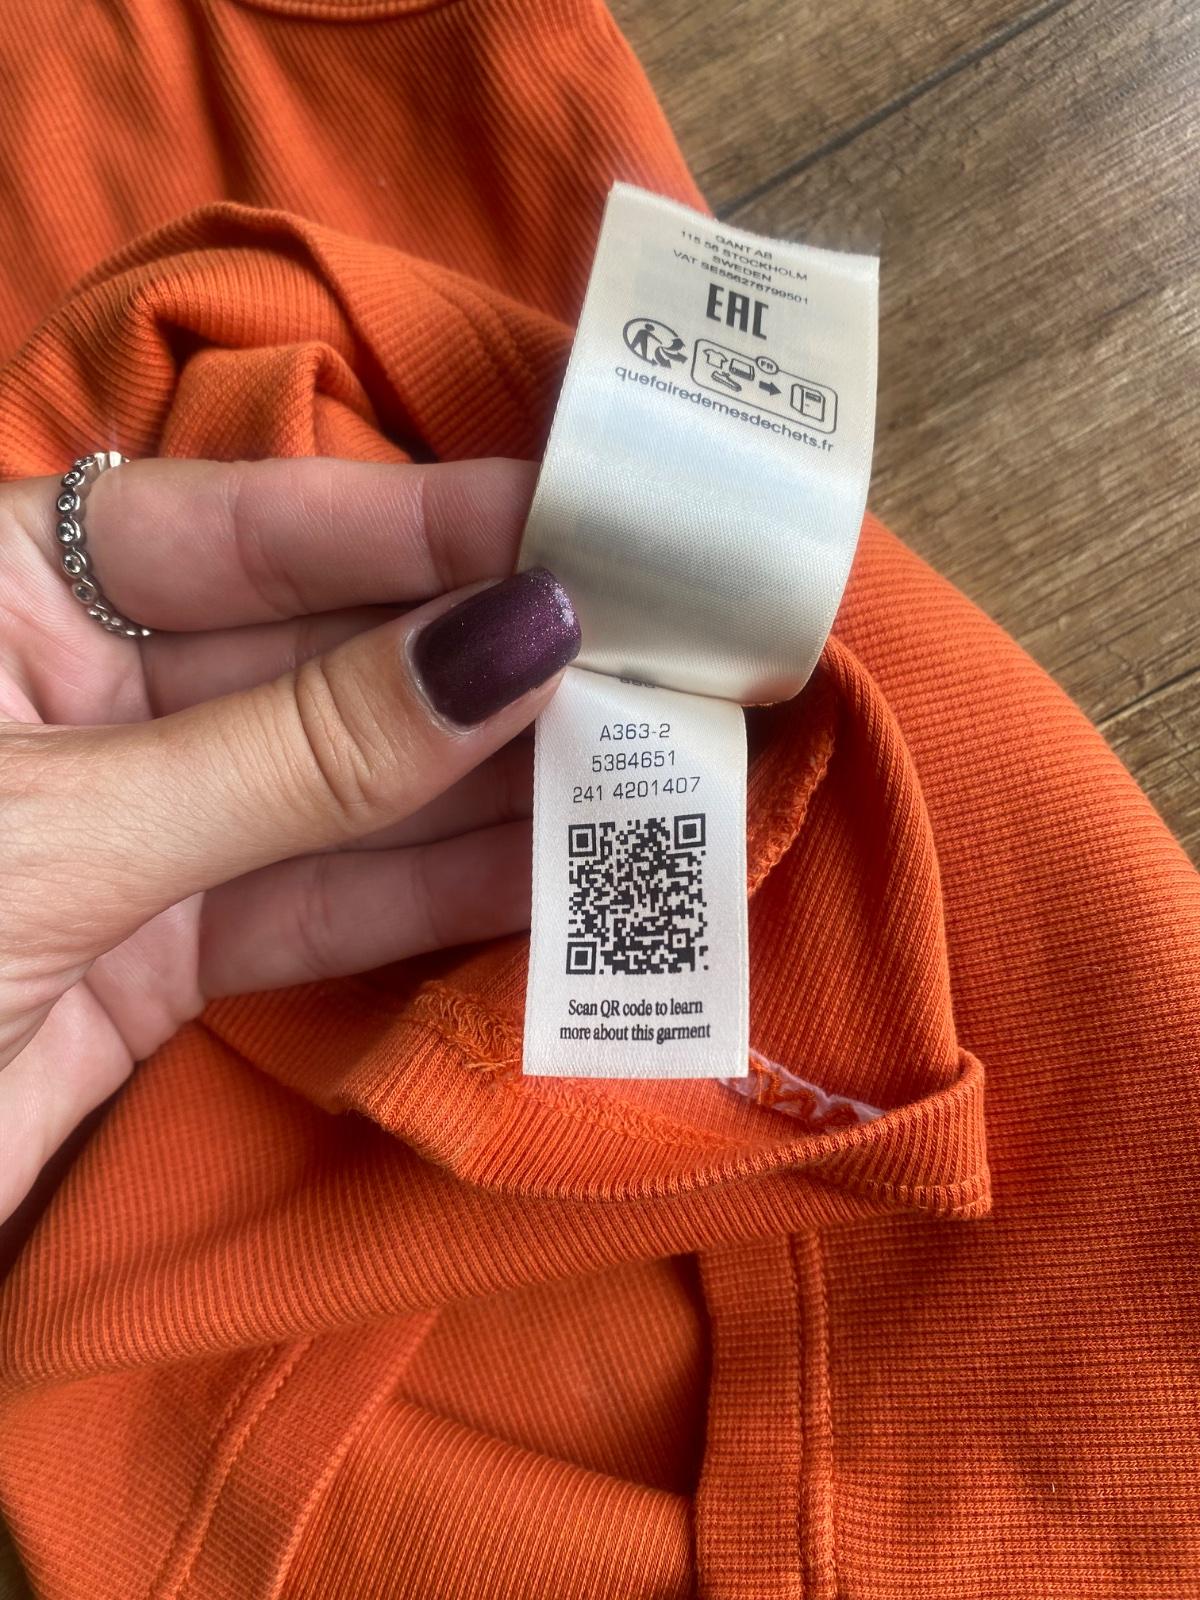 GANT AB
115 56 STOCKHOLM
SWEDEN
VAT SE556276799501
EAC
FR
quefairedemesdechets.fr
A363-2
5384651
241 4201407
Scan QR code to learn
more about this garment